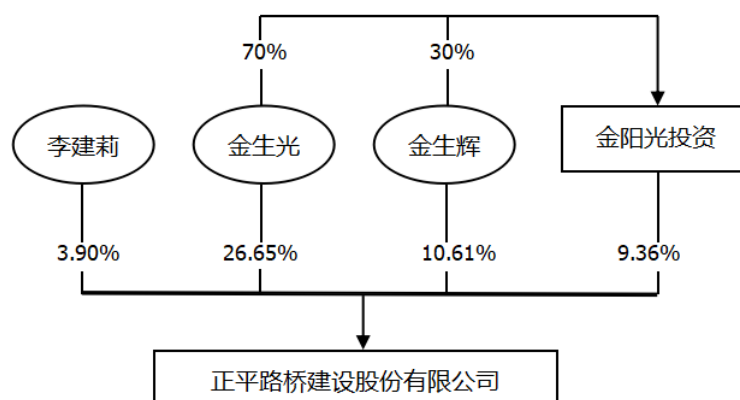 70%
30%
李建莉
金生光
金生辉
金阳光投资
3.90%
26.65%
10.61%
9.36%
正平路桥建设股份有限公司